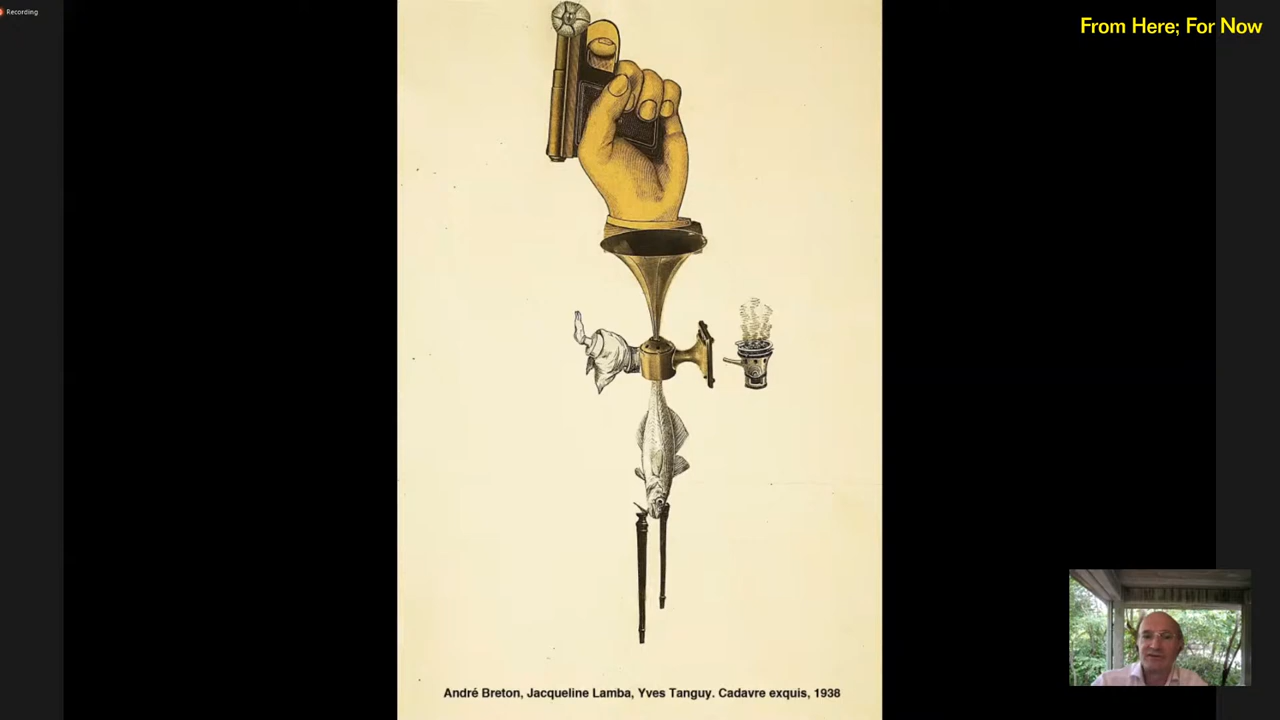 Recording
From Here; For Now
André Breton, Jacqueline Lamba, Yves Tanguy. Cadavre exquis, 1938